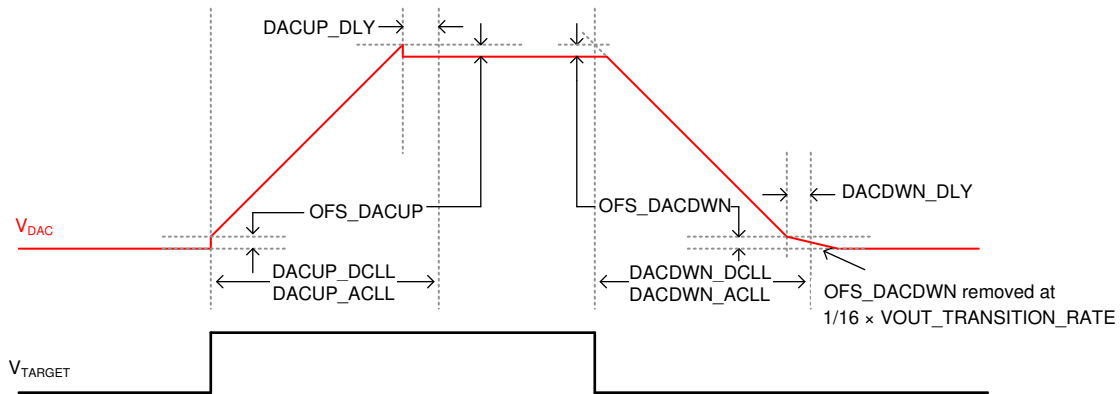 DACUP_DLY
DACDWN_DLY
OFS_DACUP
OFS_DACDWN
VDAC
DACUP_DCLL
DACUP_ACLL
DACDWN_DCLL
DACDWN_ACLL
OFS_DACDWN removed at
1/16 × VOUT_TRANSITION_RATE
VTARGET